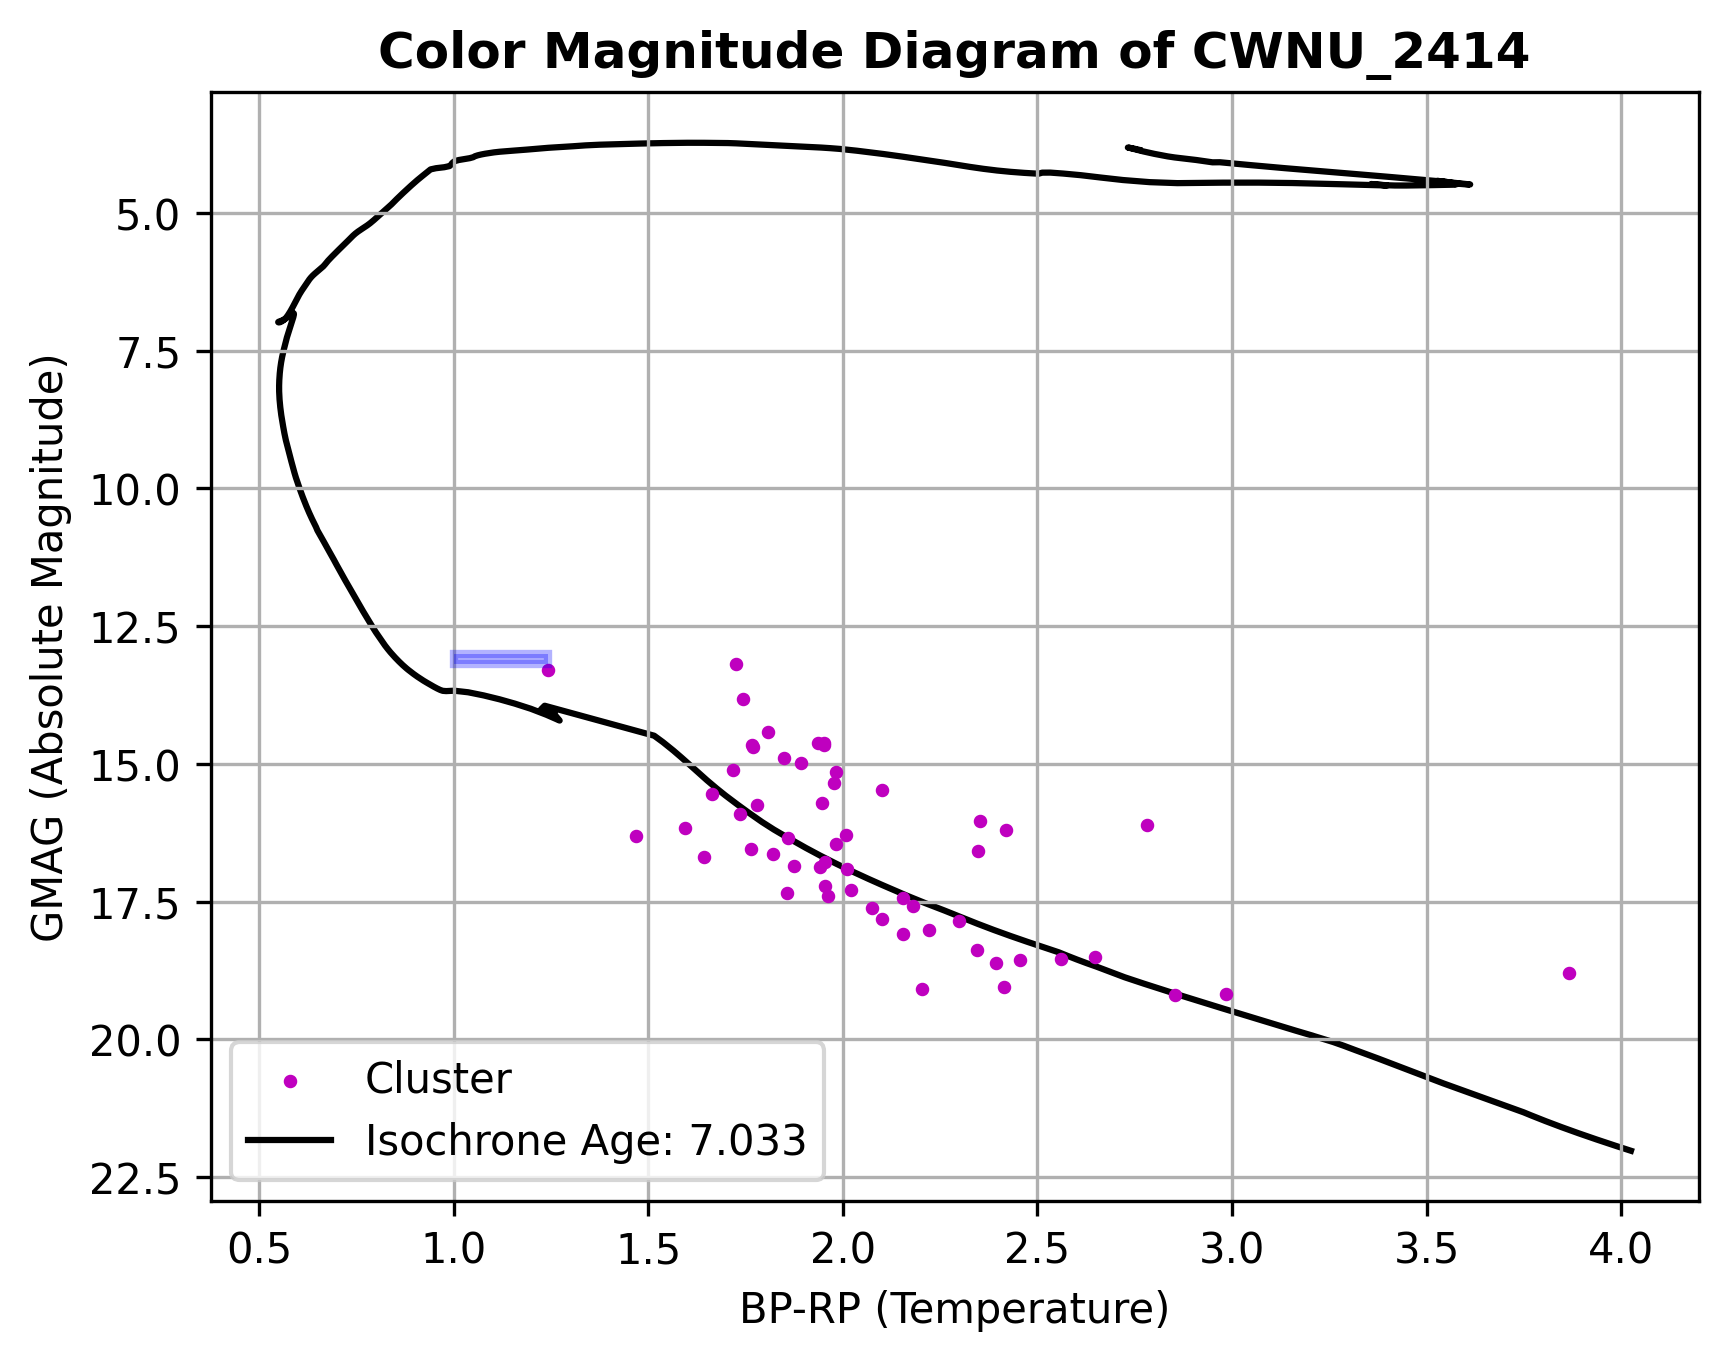 Color Magnitude Diagram of CWNU_2414
GMAG (Absolute Magnitude)
5.0
7.5
10.0
12.5
15.0
17.5
20.0
22.5
Cluster
Isochrone Age: 7.033
0.5 1.0 1.5 2.0 2.5 3.0 3.5 4.0
BP-RP (Temperature)